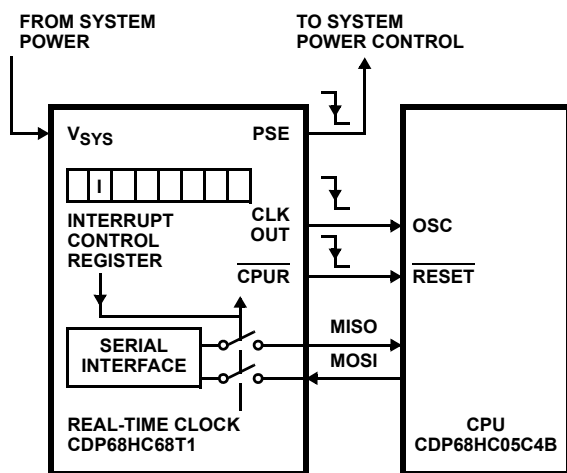 FROM SYSTEM
POWER
TO SYSTEM
POWER CONTROL
VSYS
PSE
I
INTERRUPT
CONTROL
REGISTER
CLK
OUT
OSC
CPUR
RESET
SERIAL
INTERFACE
MISO
MOSI
REAL-TIME CLOCK
CDP68HC68T1
CPU
CDP68HC05C4B